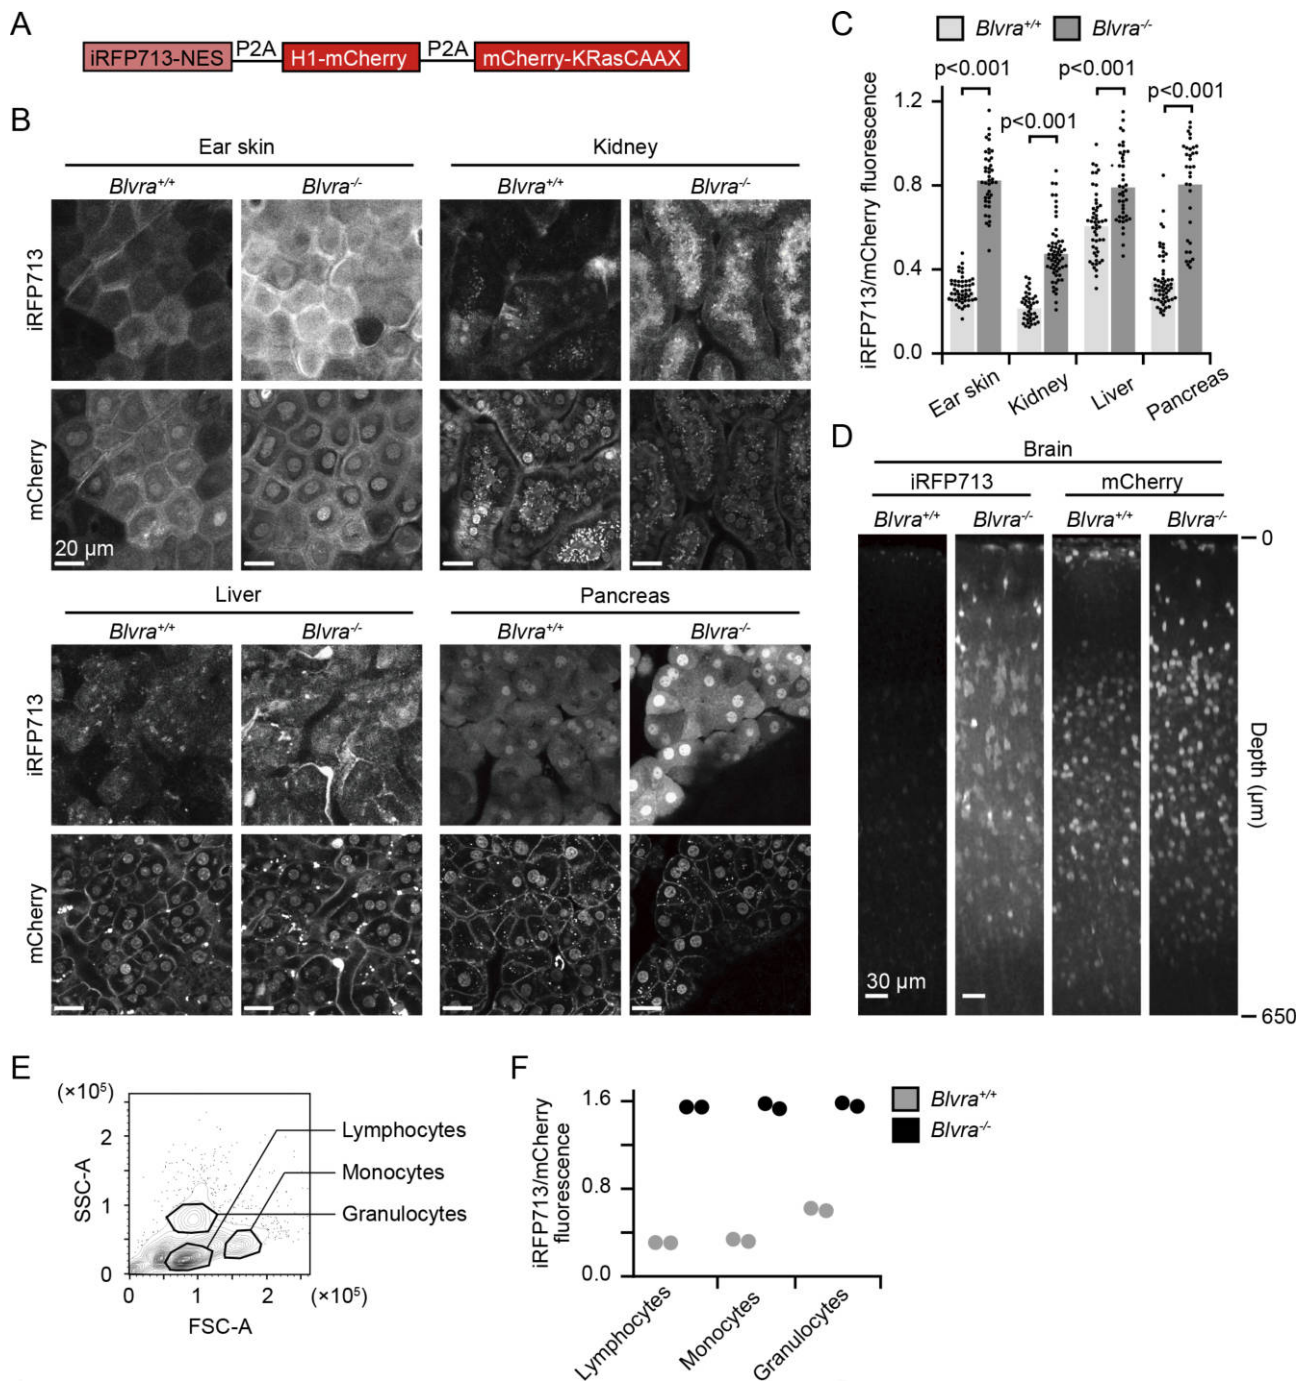 A
iRFP713-NES P2A H1-mCherry P2A mCherry-KRasCAAX
B
Ear skin Kidney
Blvra+/+ Blvra-/- Blvra+/+ Blvra-/-
iRFP713
mCherry
20 µm
Liver Pancreas
Blvra+/+ Blvra-/- Blvra+/+ Blvra-/-
iRFP713
mCherry
C
Blvra+/+ Blvra-/-
iRFP713/mCherry fluorescence
p<0.001 p<0.001 p<0.001 p<0.001
1.2
0.8
0.4
0.0
Ear skin Kidney Liver Pancreas
D
Brain
iRFP713 mCherry
Blvra+/+ Blvra-/- Blvra+/+ Blvra-/-
0
Depth (µm)
30 µm
650
E
(×10⁵)
2
1
0
SSC-A
0 1 2 (×10⁵)
FSC-A
Lymphocytes
Monocytes
Granulocytes
F
iRFP713/mCherry
fluorescence
1.6
0.8
0.0
Lymphocytes Monocytes Granulocytes
Blvra+/+
Blvra-/-